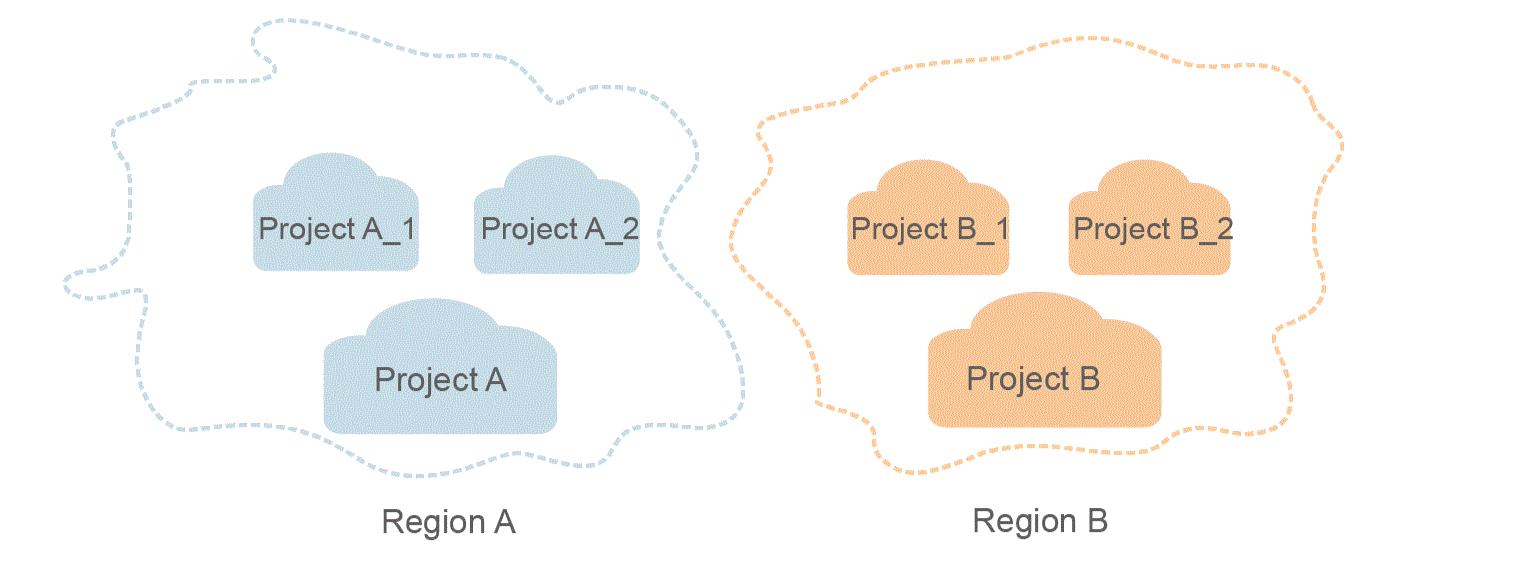 Project A_1
Project A_2
Project B_1
Project B_2
Project A
Project B
Region A
Region B